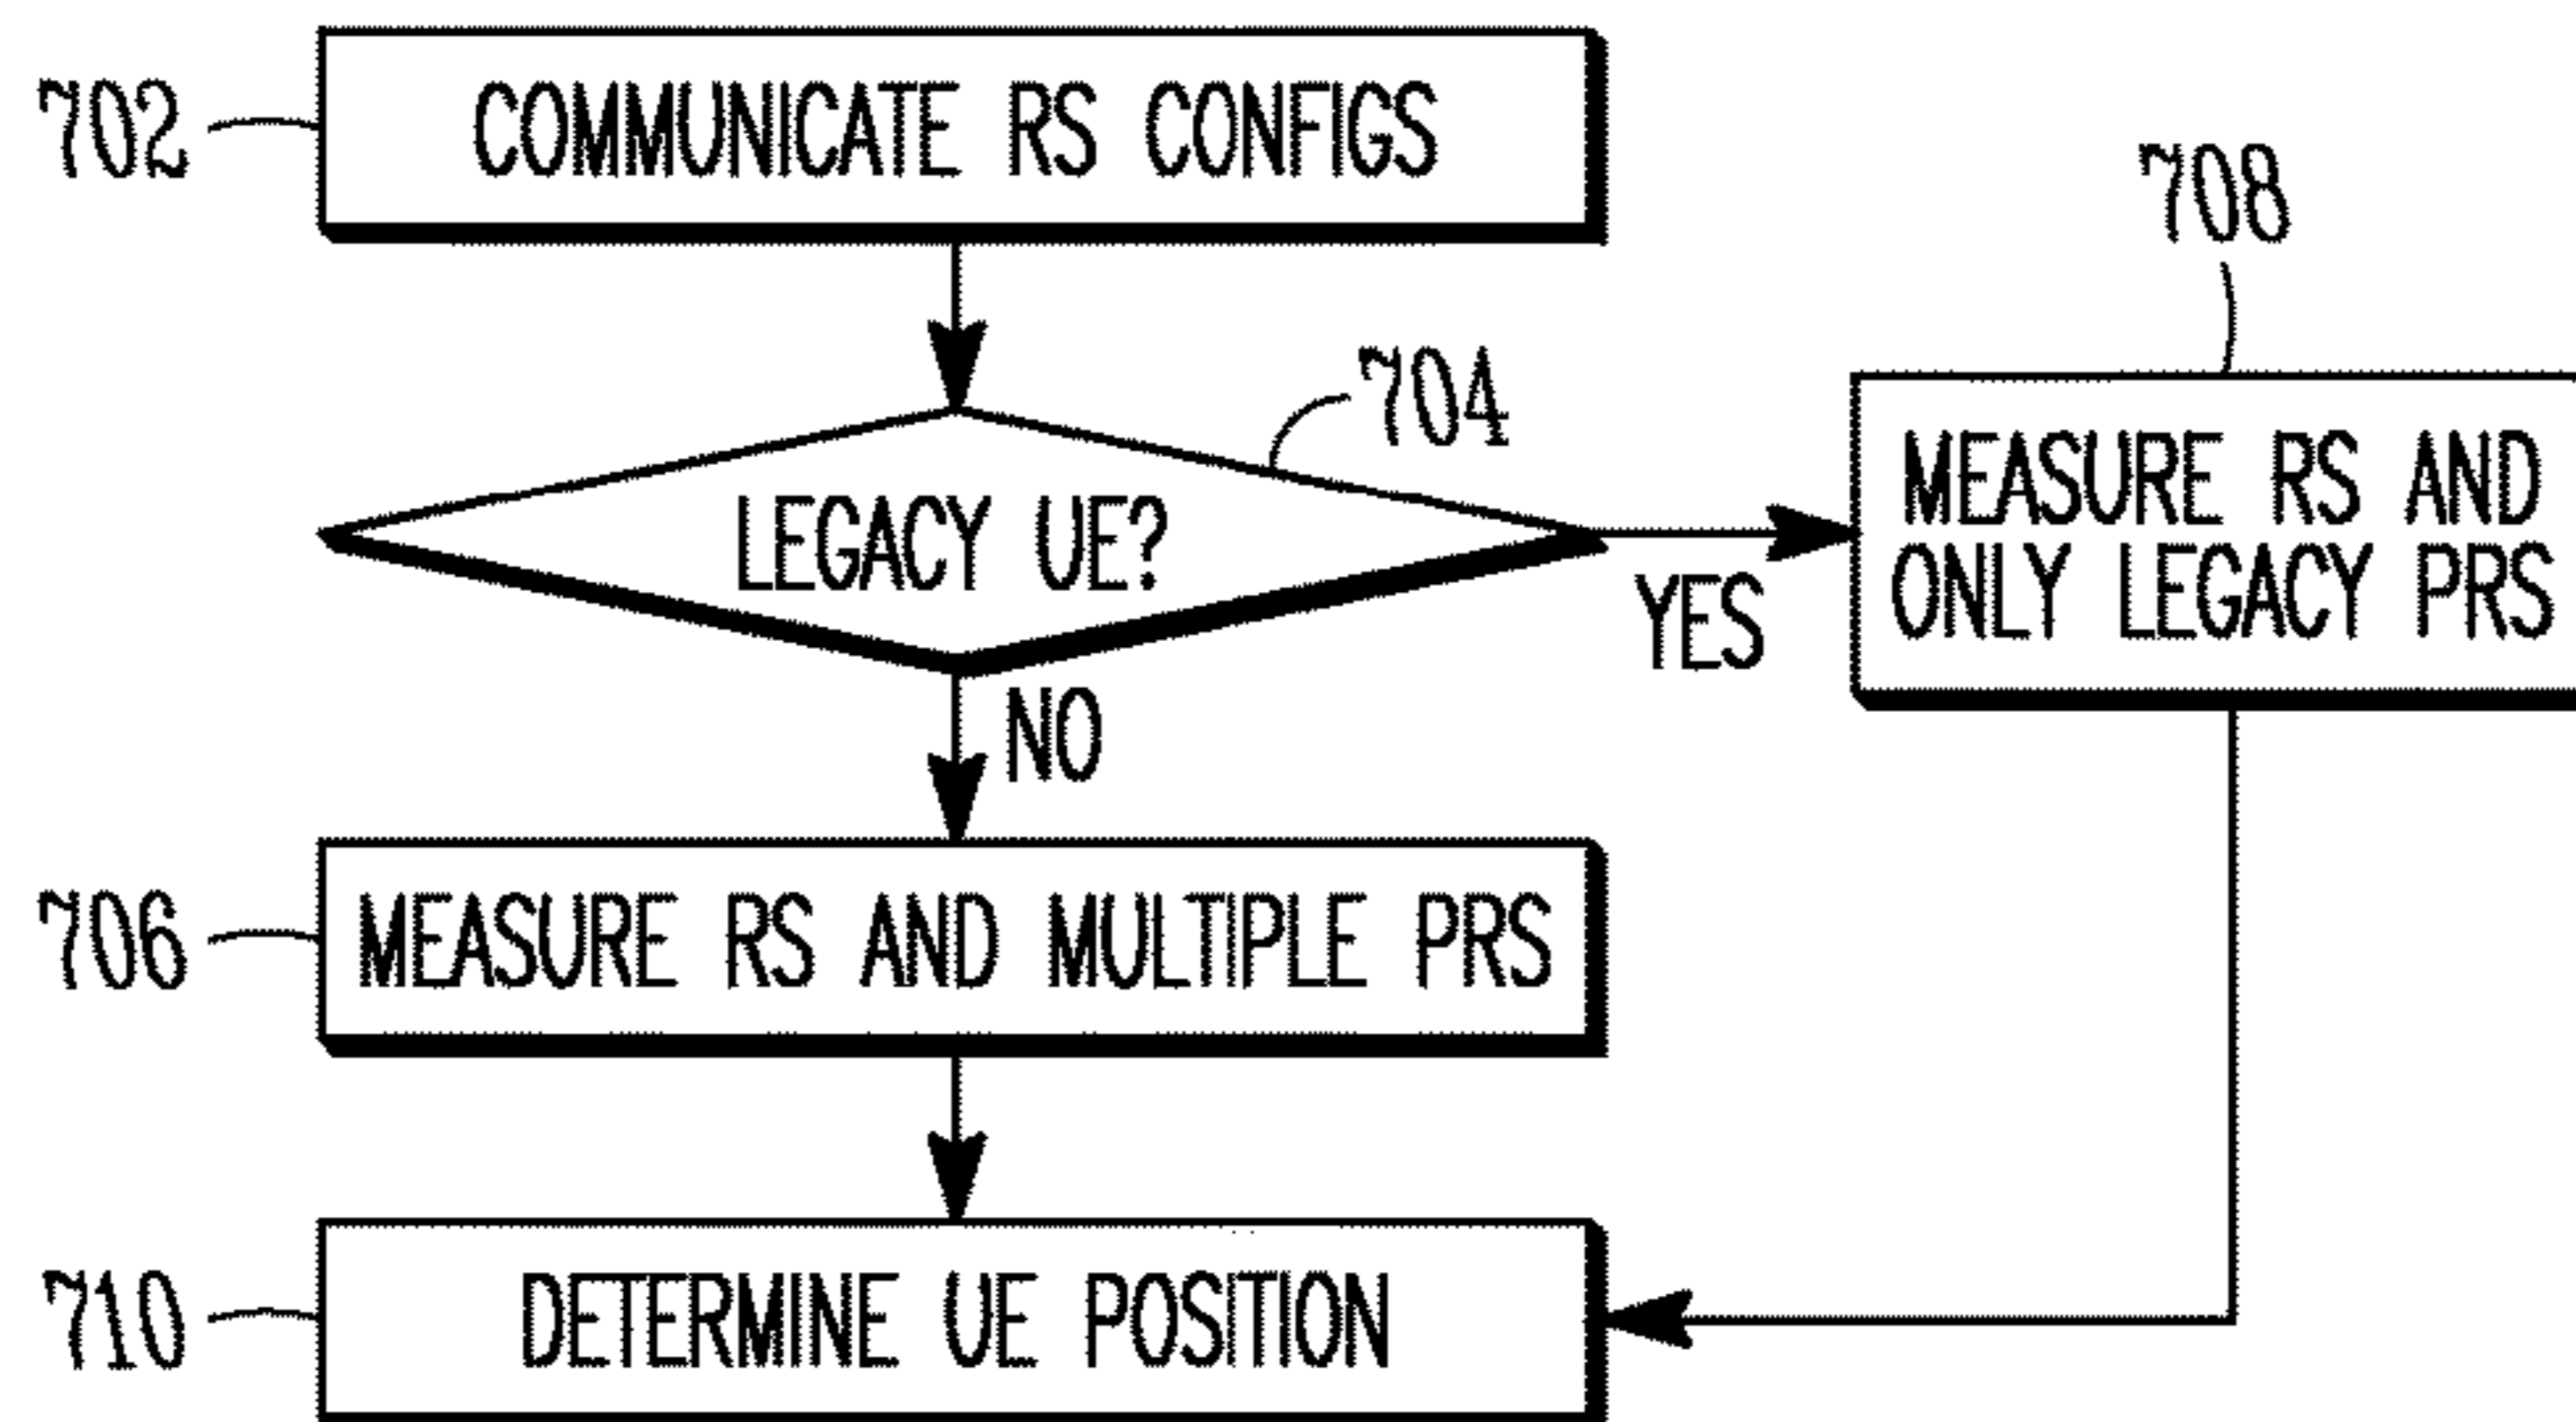 702
COMMUNICATE RS CONFIGS
704
LEGACY UE?
YES
708
MEASURE RS AND
ONLY LEGACY PRS
NO
706
MEASURE RS AND MULTIPLE PRS
710
DETERMINE UE POSITION